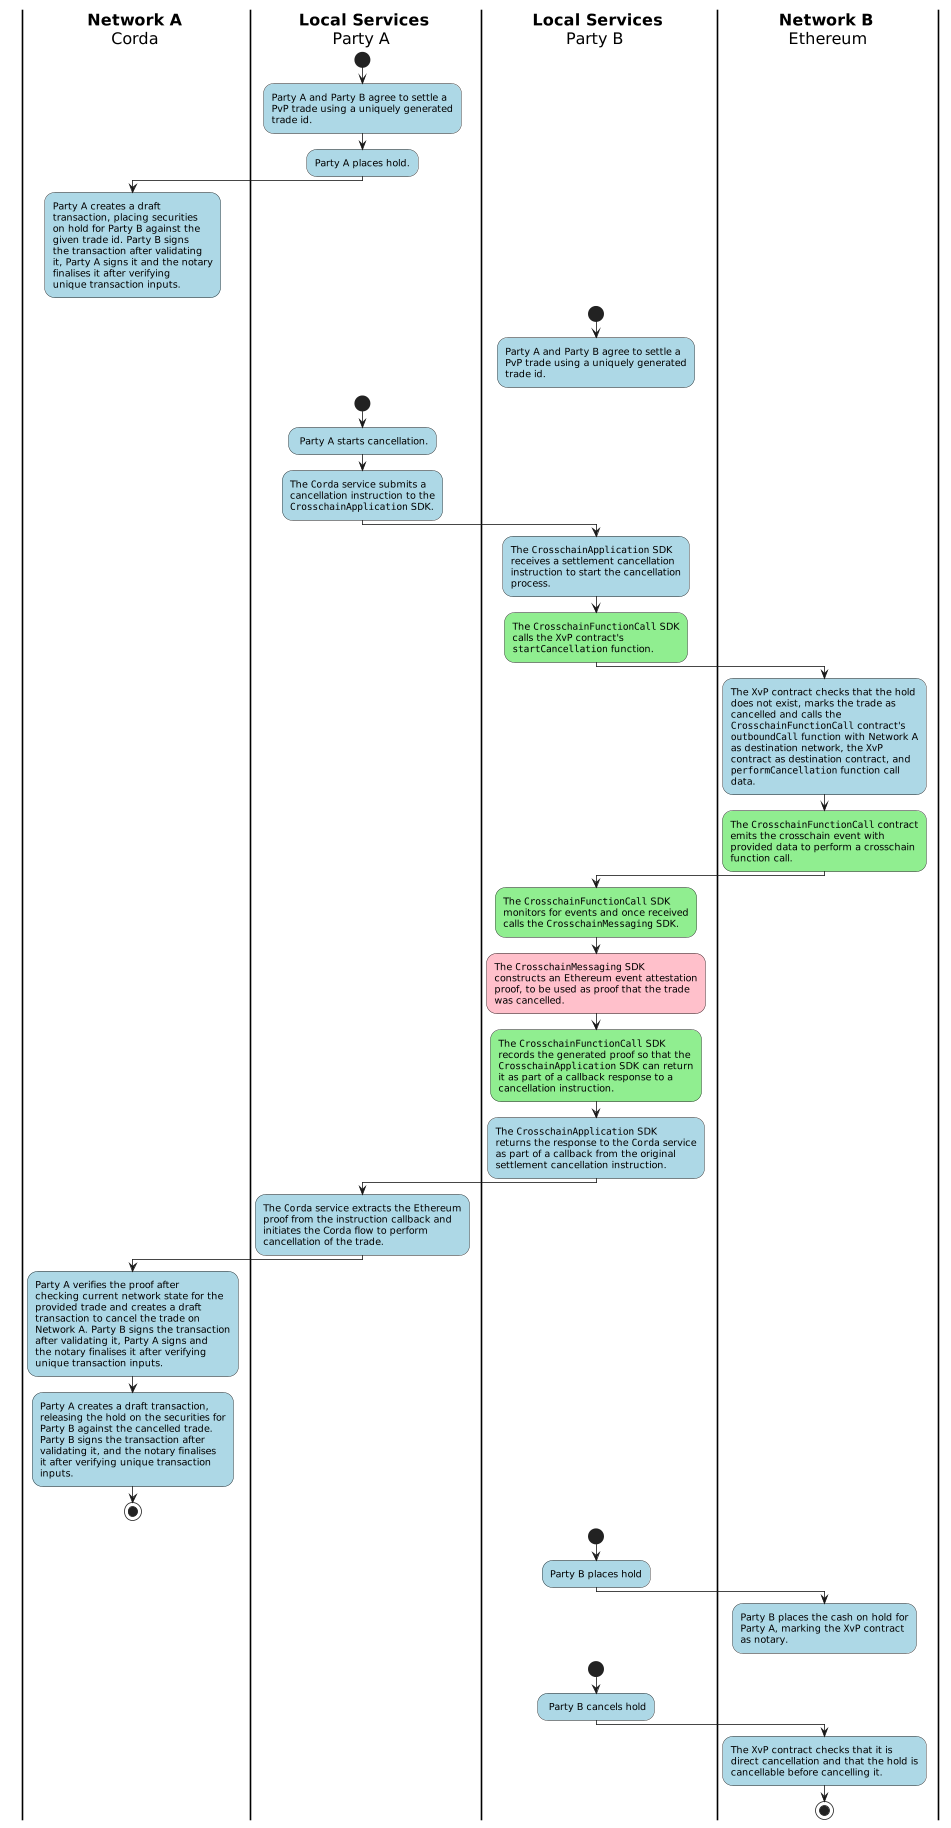 Network A
Corda
Local Services
Party A
Local Services
Party B
Network B
Ethereum
Party A and Party B agree to settle a
PvP trade using a uniquely generated
trade id.
Party A places hold.
Party A creates a draft
transaction, placing securities
on hold for Party B against the
given trade id. Party B signs
the transaction after validating
it, Party A signs it and the notary
finalises it after verifying
unique transaction inputs.
Party A and Party B agree to settle a
PvP trade using a uniquely generated
trade id.
Party A starts cancellation.
The Corda service submits a
cancellation instruction to the
CrosschainApplication SDK.
The CrosschainApplication SDK
receives a settlement cancellation
instruction to start the cancellation
process.
The CrosschainFunctionCall SDK
calls the XvP contract's
startCancellation function.
The XvP contract checks that the hold
does not exist, marks the trade as
cancelled and calls the
CrosschainFunctionCall contract's
outboundCall function with Network A
as destination network, the XvP
contract as destination contract, and
performCancellation function call
data.
The CrosschainFunctionCall contract
emits the crosschain event with
provided data to perform a crosschain
function call.
The CrosschainFunctionCall SDK
monitors for events and once received
calls the CrosschainMessaging SDK.
The CrosschainMessaging SDK
constructs an Ethereum event attestation
proof, to be used as proof that the trade
was cancelled.
The CrosschainFunctionCall SDK
records the generated proof so that the
CrosschainApplication SDK can return
it as part of a callback response to a
cancellation instruction.
The CrosschainApplication SDK
returns the response to the Corda service
as part of a callback from the original
settlement cancellation instruction.
The Corda service extracts the Ethereum
proof from the instruction callback and
initiates the Corda flow to perform
cancellation of the trade.
Party A verifies the proof after
checking current network state for the
provided trade and creates a draft
transaction to cancel the trade on
Network A. Party B signs the transaction
after validating it, Party A signs and
the notary finalises it after verifying
unique transaction inputs.
Party A creates a draft transaction,
releasing the hold on the securities for
Party B against the cancelled trade.
Party B signs the transaction after
validating it, and the notary finalises
it after verifying unique transaction
inputs.
Party B places hold
Party B places the cash on hold for
Party A, marking the XvP contract
as notary.
Party B cancels hold
The XvP contract checks that it is
direct cancellation and that the hold is
cancellable before cancelling it.